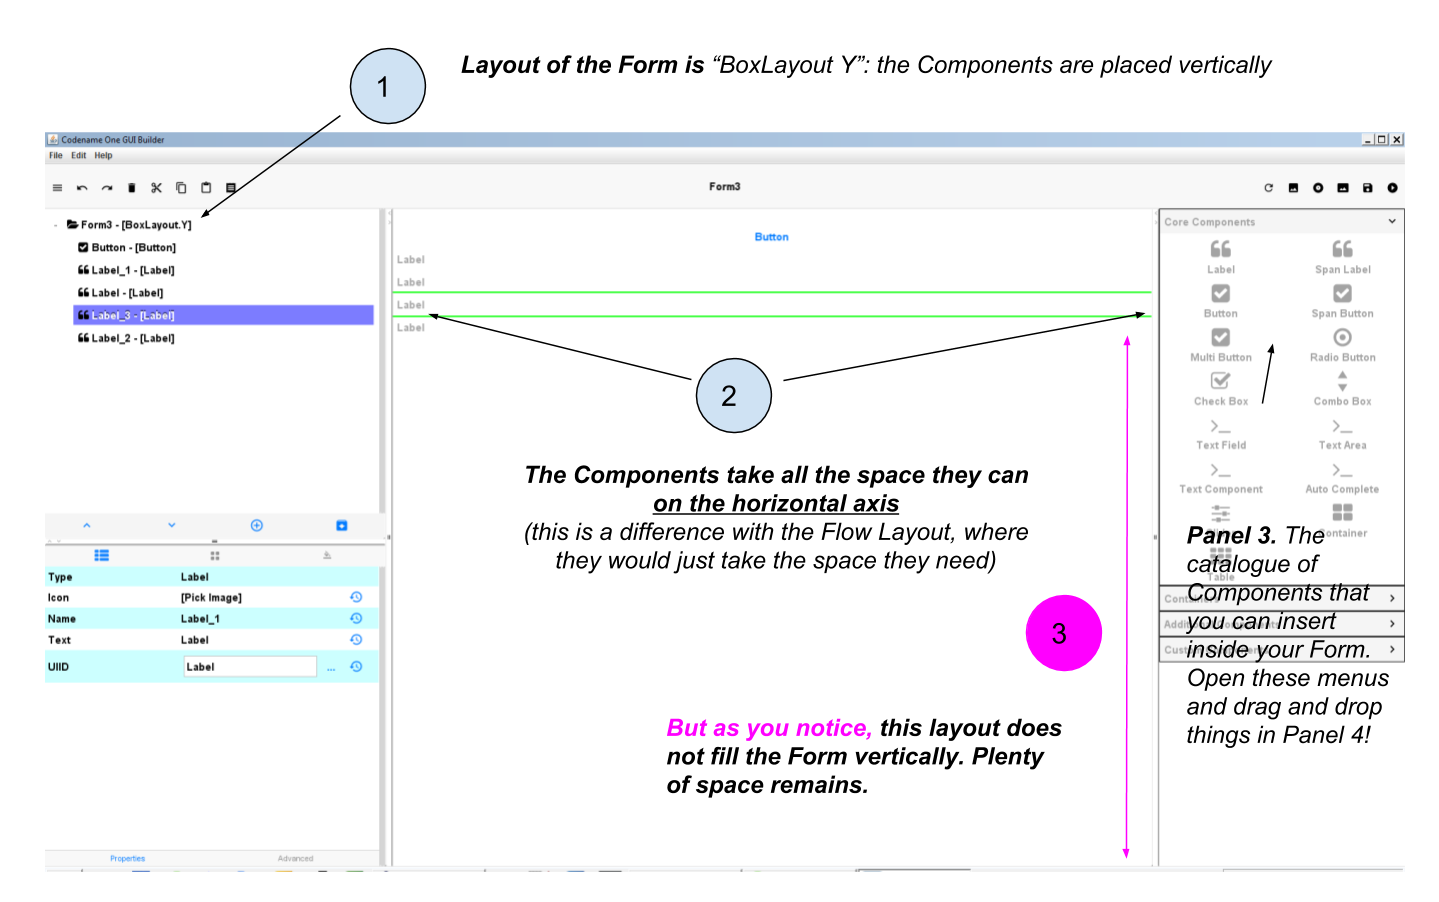 1
Layout of the Form is “BoxLayout Y”: the Components are placed vertically
Codename One GUI Builder
File Edit Help
Form3
Form3 - [BoxLayout.Y]
Button - [Button]
Label_1 - [Label]
Label - [Label]
Label_3 - [Label]
Label_2 - [Label]
Type Label
Icon [Pick Image]
Name Label_1
Text Label
UIID Label ...
Properties Advanced
Button
Label
Label
Label
Label
2
The Components take all the space they can
on the horizontal axis
(this is a difference with the Flow Layout, where
they would just take the space they need)
3
But as you notice, this layout does
not fill the Form vertically. Plenty
of space remains.
Core Components
Label Span Label
Button Span Button
Multi Button Radio Button
Check Box Combo Box
Text Field Text Area
Text Component Auto Complete
Container
Table
Panel 3. The
catalogue of
Components that
you can insert
inside your Form.
Open these menus
and drag and drop
things in Panel 4!